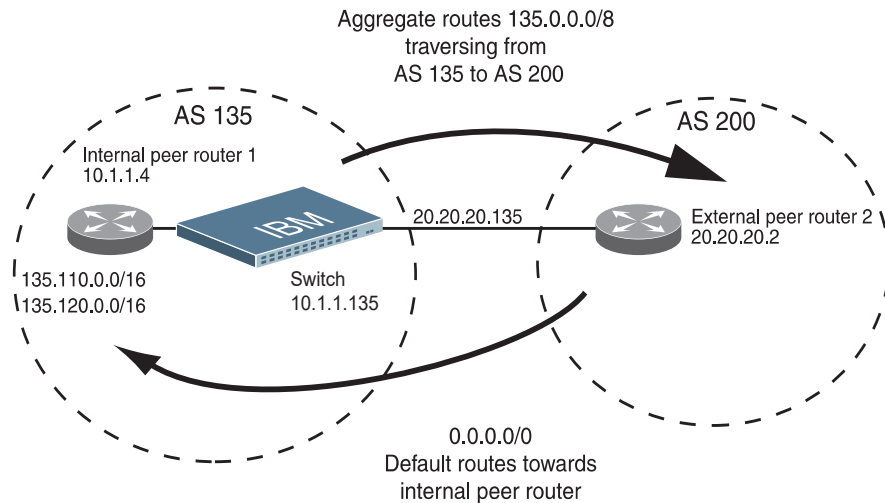 Aggregate routes 135.0.0.0/8
traversing from
AS 135 to AS 200
AS 135
AS 200
Internal peer router 1
10.1.1.4
IBM
20.20.20.135
External peer router 2
20.20.20.2
135.110.0.0/16
135.120.0.0/16
Switch
10.1.1.135
0.0.0.0/0
Default routes towards
internal peer router